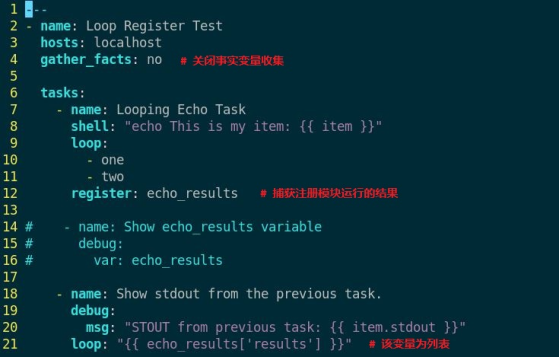 1 ---
2 - name: Loop Register Test
3   hosts: localhost
4   gather_facts: no  # 关闭事实变量收集
5
6   tasks:
7     - name: Looping Echo Task
8       shell: "echo This is my item: {{ item }}"
9       loop:
10         - one
11         - two
12       register: echo_results  # 捕获注册模块运行的结果
13
14 #    - name: Show echo_results variable
15 #      debug:
16 #        var: echo_results
17
18     - name: Show stdout from the previous task.
19       debug:
20         msg: "STOUT from previous task: {{ item.stdout }}"
21       loop: "{{ echo_results['results'] }}"  # 该变量为列表